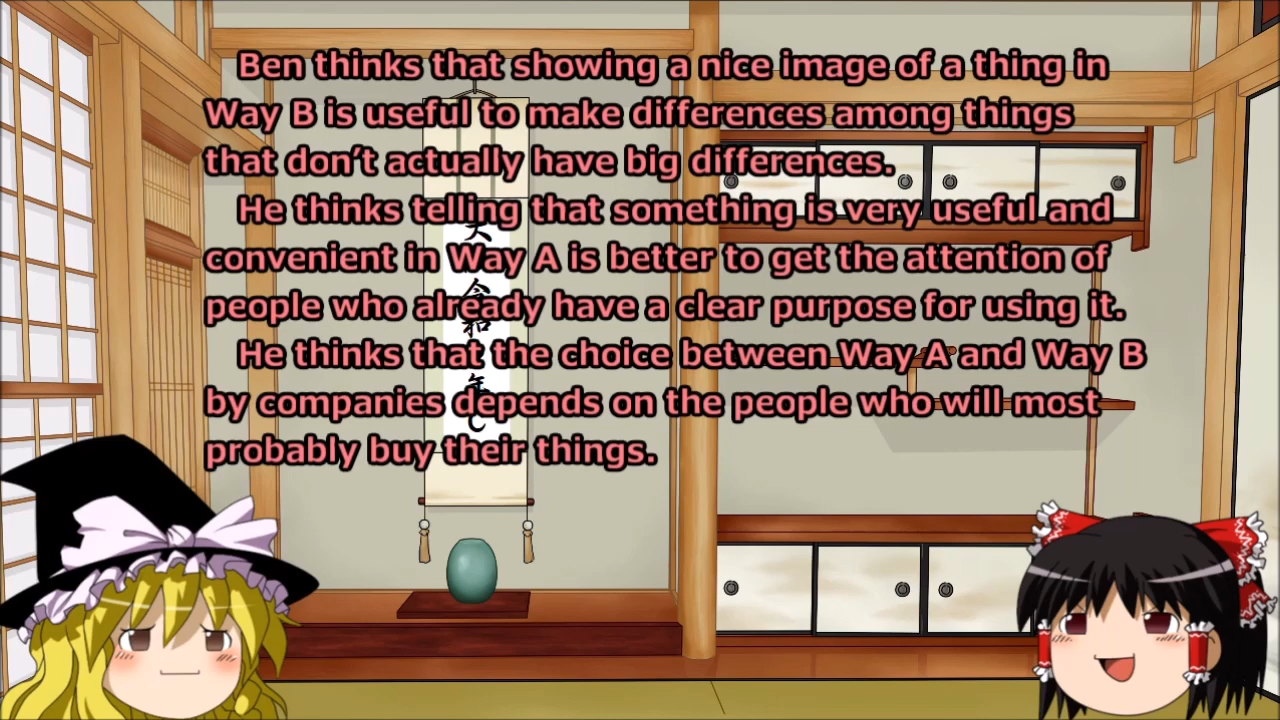 Ben thinks that showing a nice image of a thing in
Way B is useful to make differences among things
that don't actually have big differences.
He thinks telling that something is very useful and
convenient in Way A is better to get the attention of
people who already have a clear purpose for using it.
He thinks that the choice between Way A and Way B
by companies depends on the people who will most
probably buy their things.